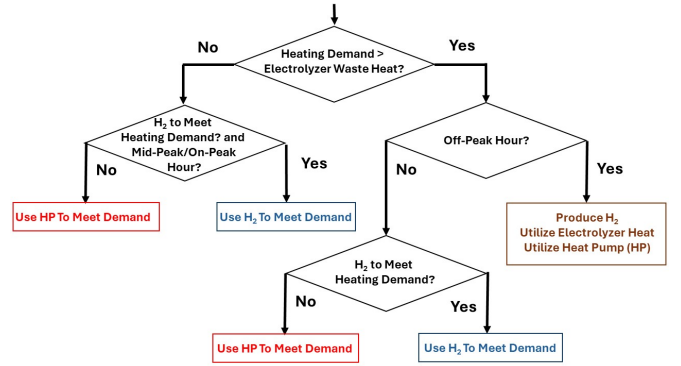 Heating Demand >
Electrolyzer Waste Heat?
No
Yes
H₂ to Meet
Heating Demand? and
Mid-Peak/On-Peak
Hour?
Off-Peak Hour?
No
Yes
No
Yes
Use HP To Meet Demand
Use H₂ To Meet Demand
Produce H₂
Utilize Electrolyzer Heat
Utilize Heat Pump (HP)
H₂ to Meet
Heating Demand?
No
Yes
Use HP To Meet Demand
Use H₂ To Meet Demand